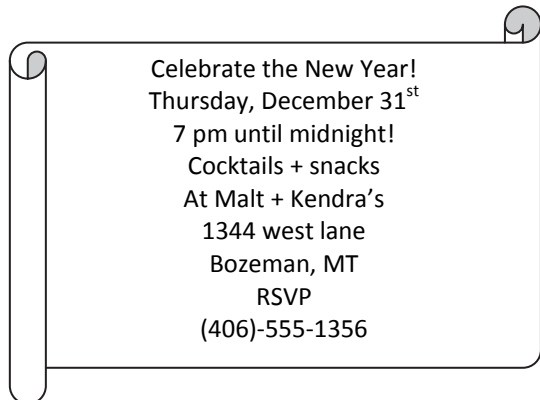 Celebrate the New Year!
Thursday, December 31st
7 pm until midnight!
Cocktails + snacks
At Malt + Kendra's
1344 west lane
Bozeman, MT
RSVP
(406)-555-1356